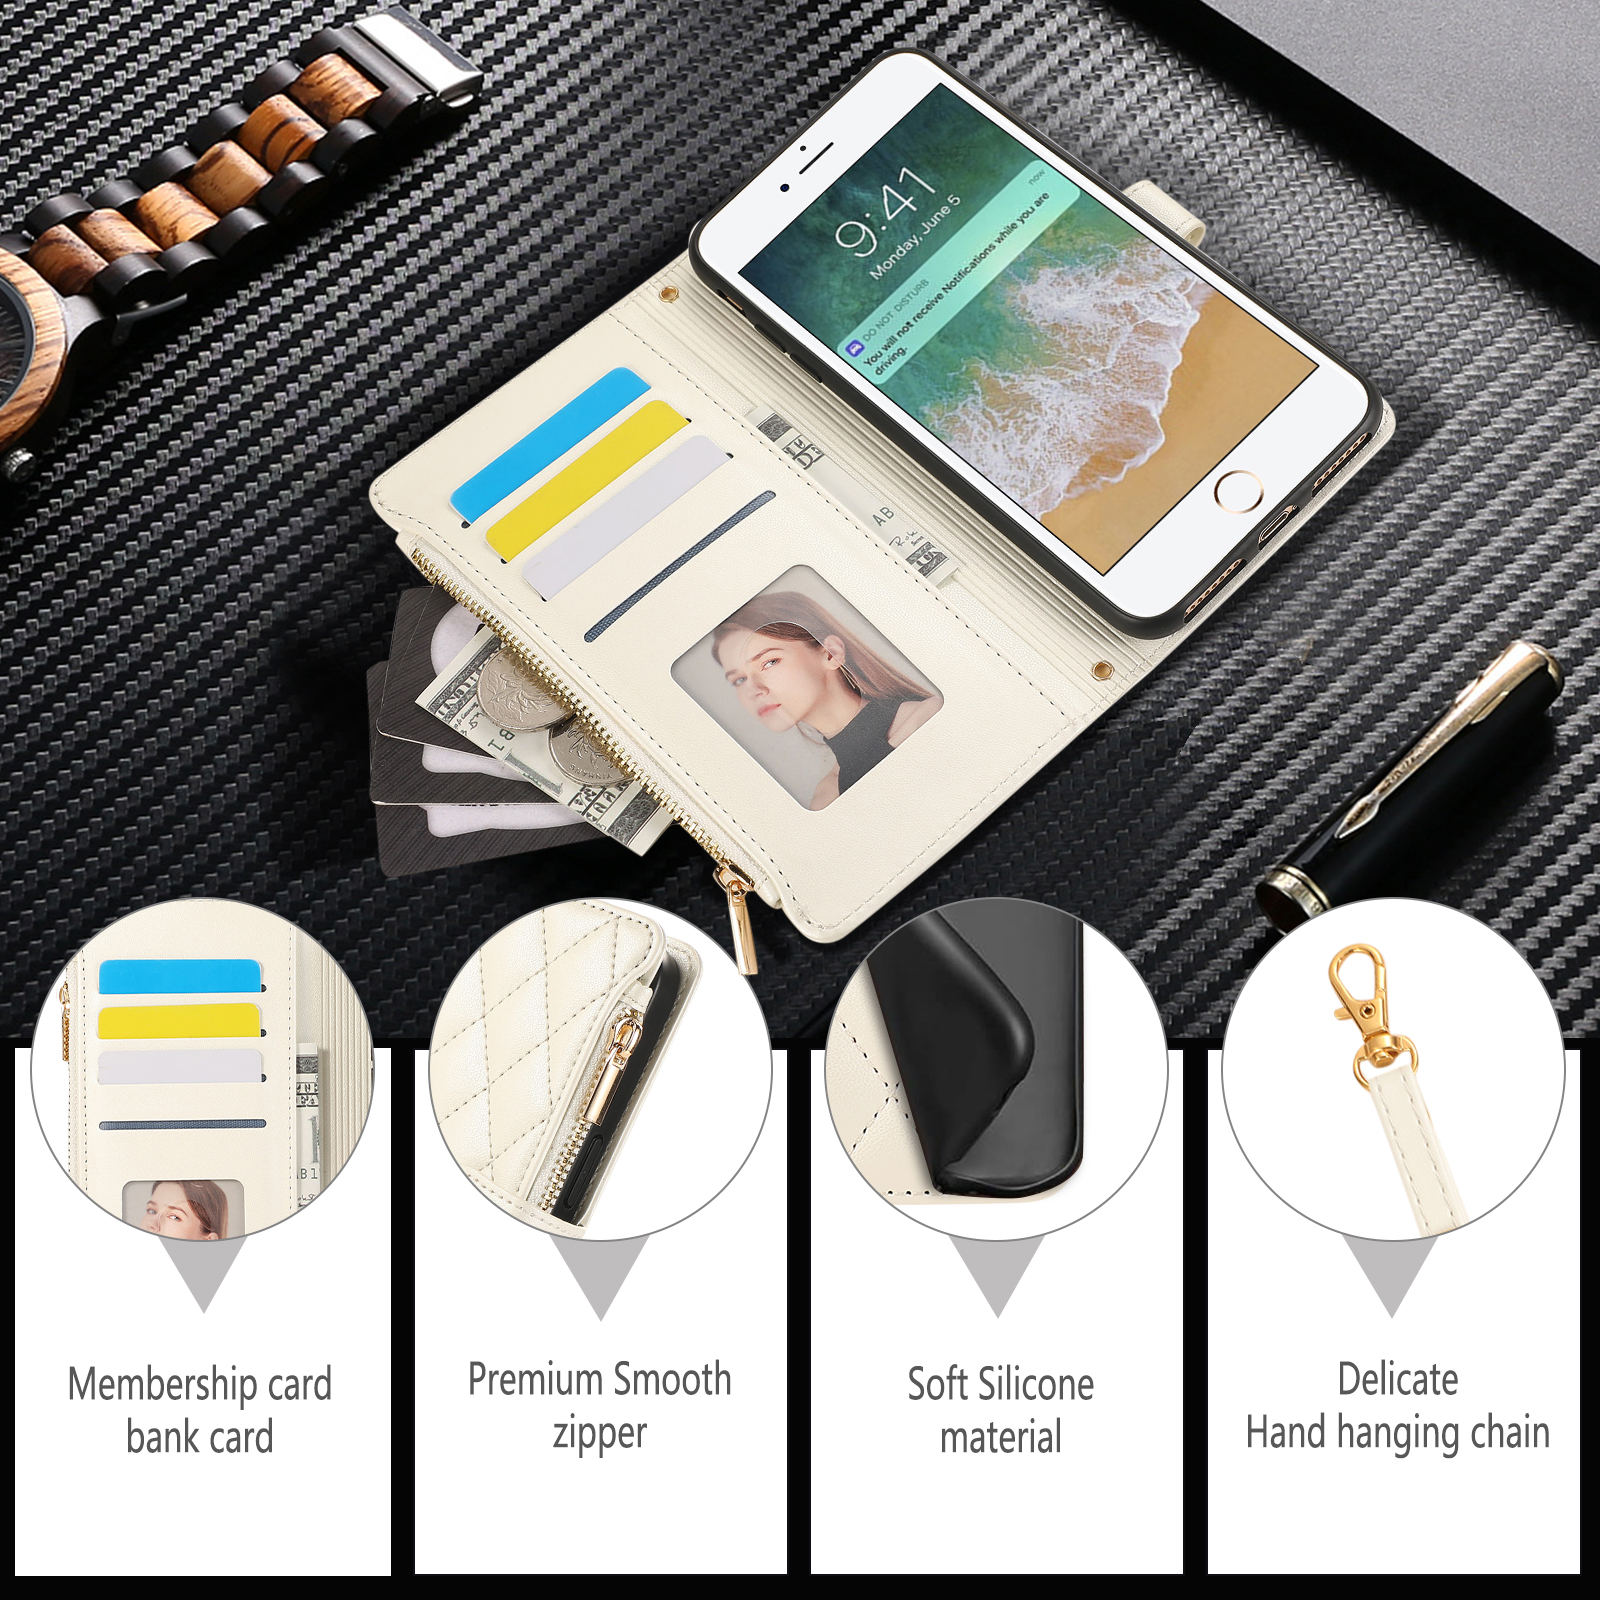 9:41
Monday, June 5
DO NOT DISTURB
now
You will not receive Notifications while you are
driving.
AB
Membership card
bank card
Premium Smooth
zipper
Soft Silicone
material
Delicate
Hand hanging chain